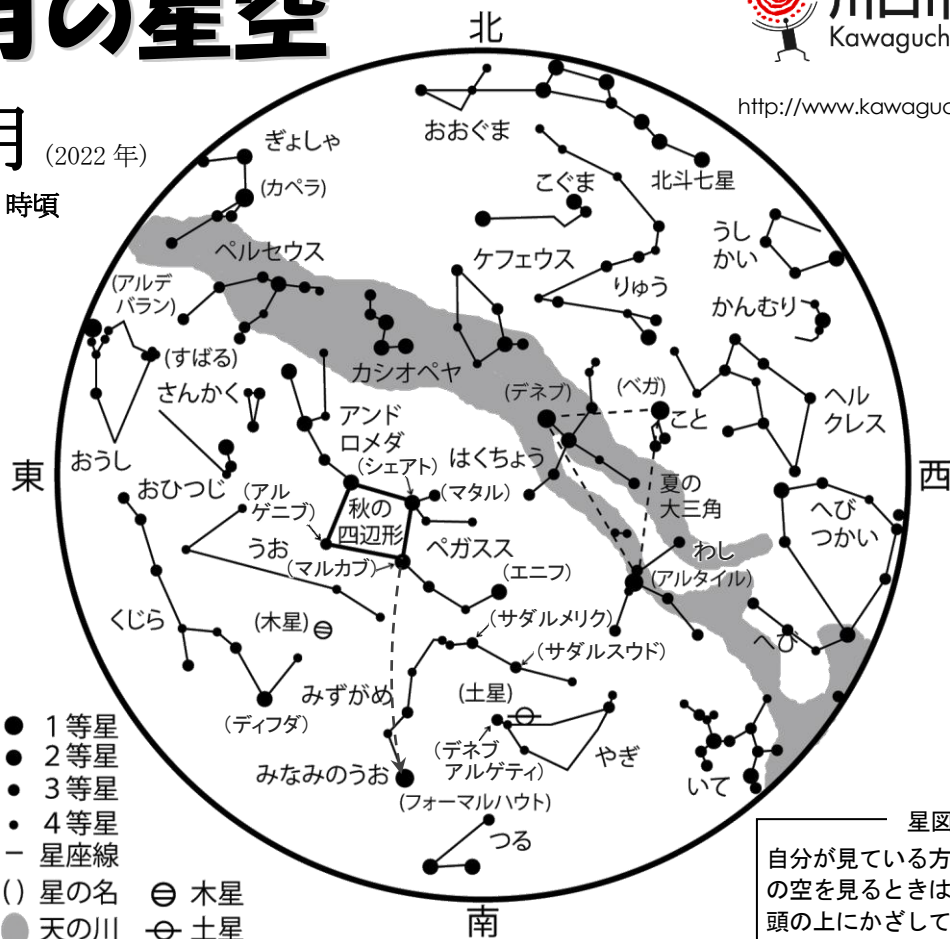 月の星空
北
川口市
Kawaguch
http://www.kawaguc
月 (2022 年)
時頃
ぎょしゃ
(カペラ)
おおぐま
北斗七星
こぐま
うし
かい
ペルセウス
ケフェウス
りゅう
かんむり
(アルデ
バラン)
(すばる)
さんかく
カシオペヤ
(デネブ)
(ベガ)
こと
ヘル
クレス
アンド
ロメダ
(シェアト)
はくちょう
おうし
東
西
おひつじ
(アル
ゲニブ)
秋の
四辺形
(マタル)
夏の
大三角
へび
つかい
うお
(マルカブ)
ペガスス
(エニフ)
わし
(アルタイル)
くじら
(木星)
(サダルメリク)
(サダルスウド)
へび
みずがめ
(土星)
(ディフダ)
(デネブ
アルゲティ)
やぎ
いて
みなみのうお
(フォーマルハウト)
つる
南
1等星
2等星
3等星
4等星
星座線
() 星の名
木星
天の川
土星
星図
自分が見ている方
の空を見るときは
頭の上にかざして